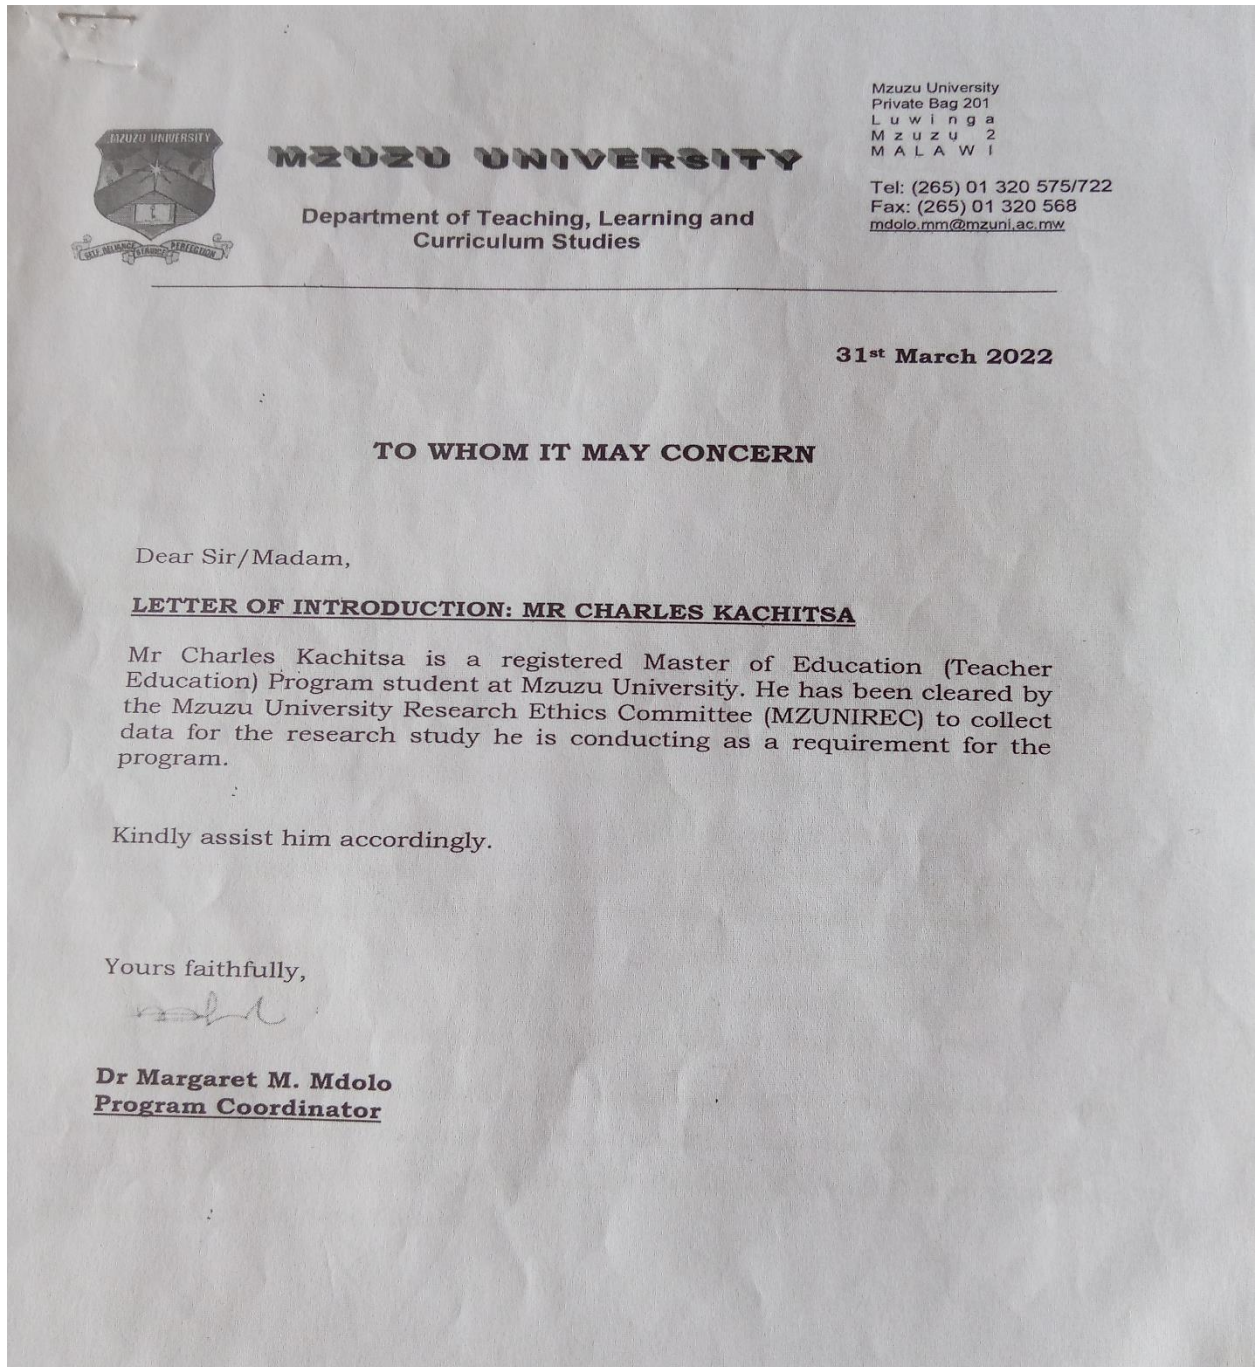 MZUZU UNIVERSITY
SELF RELIANCE
PERFECTION
MZUZU UNIVERSITY
Department of Teaching, Learning and
Curriculum Studies
Mzuzu University
Private Bag 201
Luwinga
Mzuzu 2
MALAWI
Tel: (265) 01 320 575/722
Fax: (265) 01 320 568
mdolo.mm@mzuni.ac.mw
31st March 2022
TO WHOM IT MAY CONCERN
Dear Sir/Madam,
LETTER OF INTRODUCTION: MR CHARLES KACHITSA
Mr Charles Kachitsa is a registered Master of Education (Teacher
Education) Program student at Mzuzu University. He has been cleared by
the Mzuzu University Research Ethics Committee (MZUNIREC) to collect
data for the research study he is conducting as a requirement for the
program.
Kindly assist him accordingly.
Yours faithfully,
Dr Margaret M. Mdolo
Program Coordinator